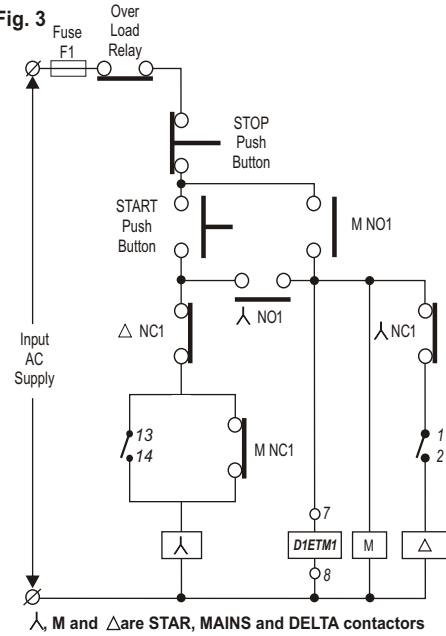 Fig. 3
Fuse
F1
Over
Load
Relay
STOP
Push
Button
START
Push
Button
M NO1
⅄ NO1
△ NC1
⅄ NC1
Input
AC
Supply
13
14
M NC1
1
2
7
D1ETM1
M
△
⅄
8
⅄, M and △are STAR, MAINS and DELTA contactors